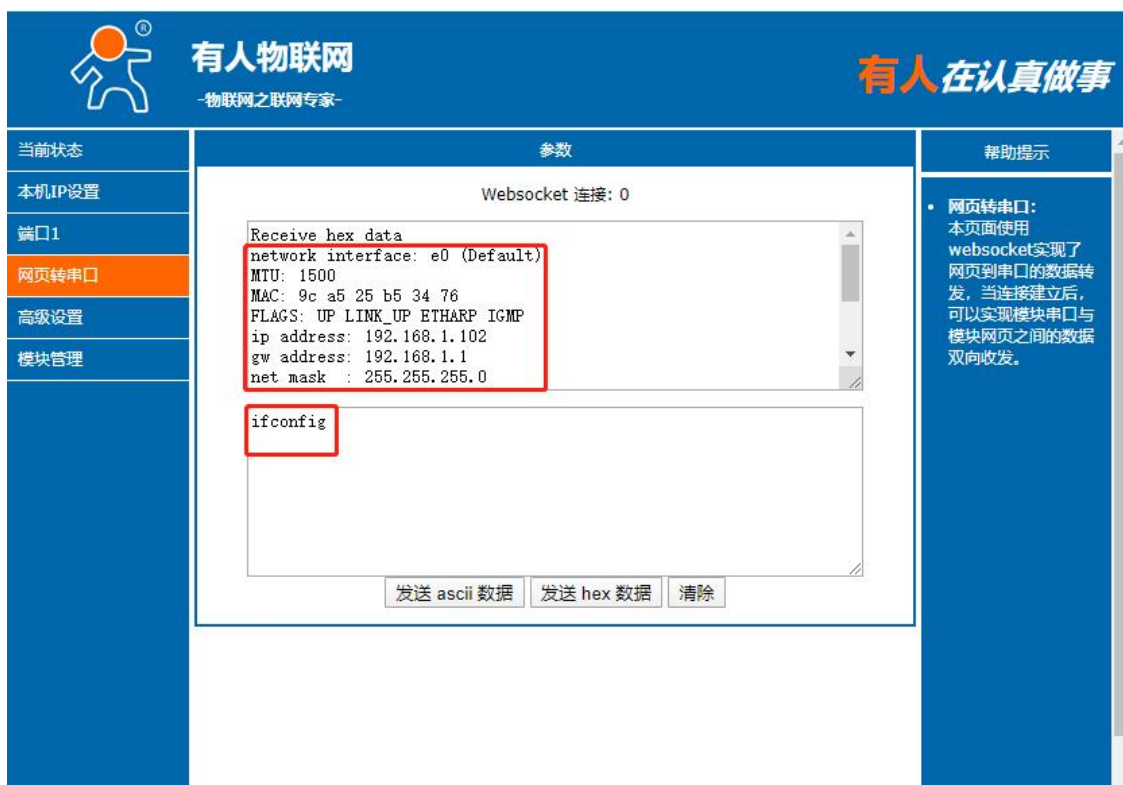 ®
有人物联网
-物联网之联网专家-
有人在认真做事
当前状态
本机IP设置
端口1
网页转串口
高级设置
模块管理
参数
Websocket 连接: 0
Receive hex data
network interface: e0 (Default)
MTU: 1500
MAC: 9c a5 25 b5 34 76
FLAGS: UP LINK_UP ETHARP IGMP
ip address: 192.168.1.102
gw address: 192.168.1.1
net mask  : 255.255.255.0
ifconfig
发送 ascii 数据 发送 hex 数据 清除
帮助提示
• 网页转串口:
本页面使用
websocket实现了
网页到串口的数据转
发，当连接建立后，
可以实现模块串口与
模块网页之间的数据
双向收发。